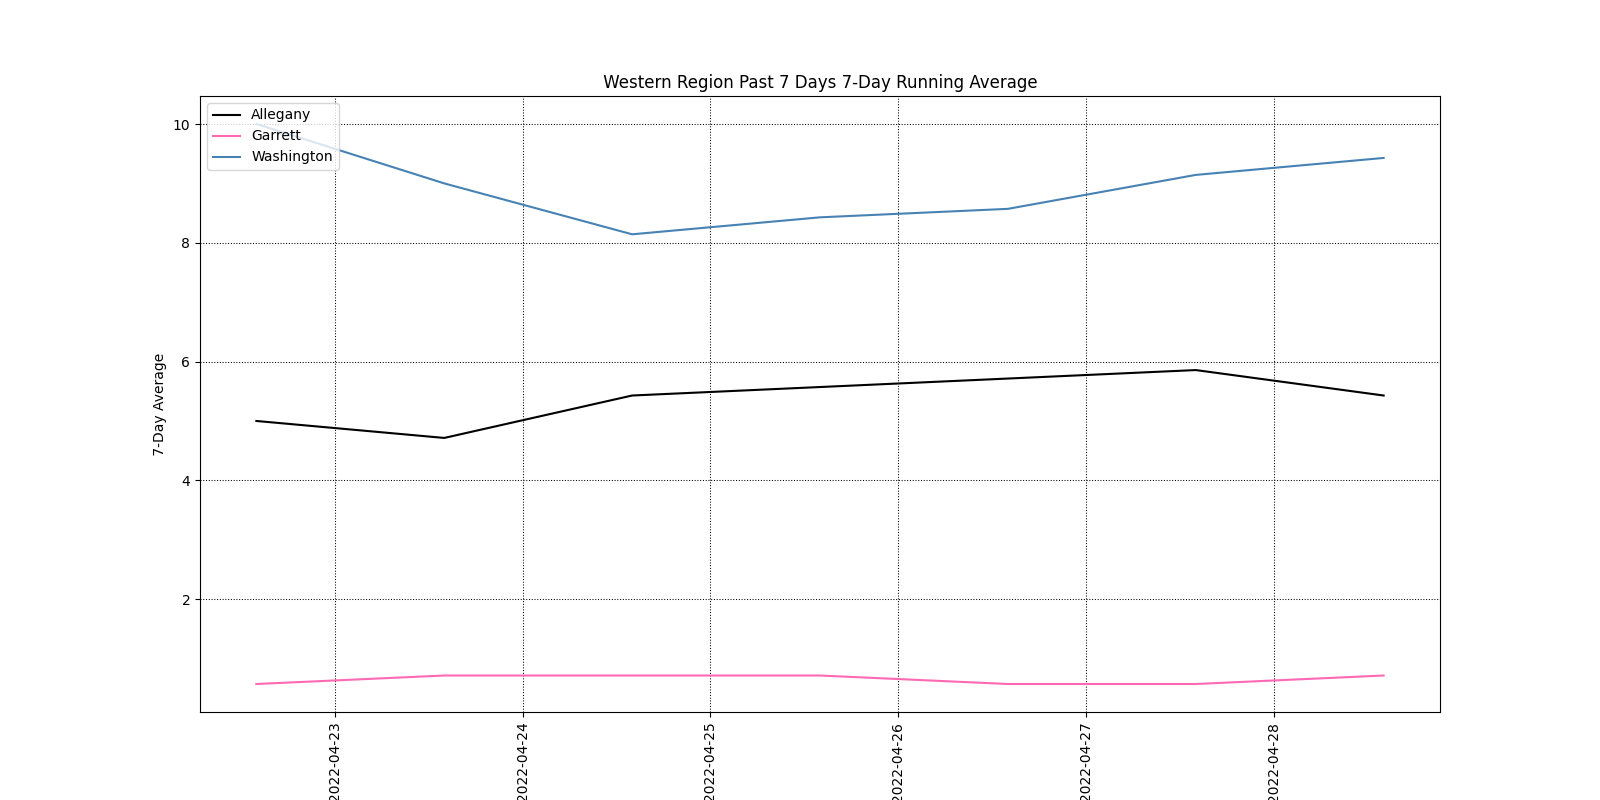 Western Region Past 7 Days 7-Day Running Average
Allegany
Garrett
Washington
7-Day Average
10
8
6
4
2
2022-04-23
2022-04-24
2022-04-25
2022-04-26
2022-04-27
2022-04-28